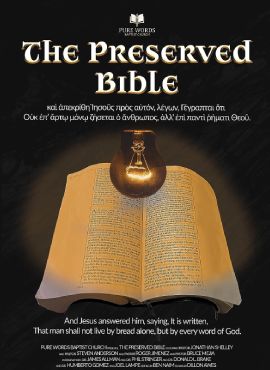 PURE WORDS
BAPTIST CHURCH
The Preserved
Bible
καὶ ἀπεκρίθη Ἰησοῦς πρὸς αὐτόν, λέγων, Γέγραπται ὅτι
Οὐκ ἐπ' ἄρτῳ μόνῳ ζήσεται ὁ ἄνθρωπος, ἀλλ' ἐπὶ παντὶ ῥήματι Θεοῦ.
And Jesus answered him, saying, It is written,
That man shall not live by bread alone, but by every word of God.
PURE WORDS BAPTIST CHURCH THE PRESERVED BIBLE JONATHAN SHELLEY
STEVEN ANDERSON ROGER JIMENEZ BRUCE MEJIA
JAMES ALLMAN PHIL STRINGER DONALD L. BRAKE
HUMBERTO GOMEZ JOEL LAMPE BEN NAIM DILLON AWES